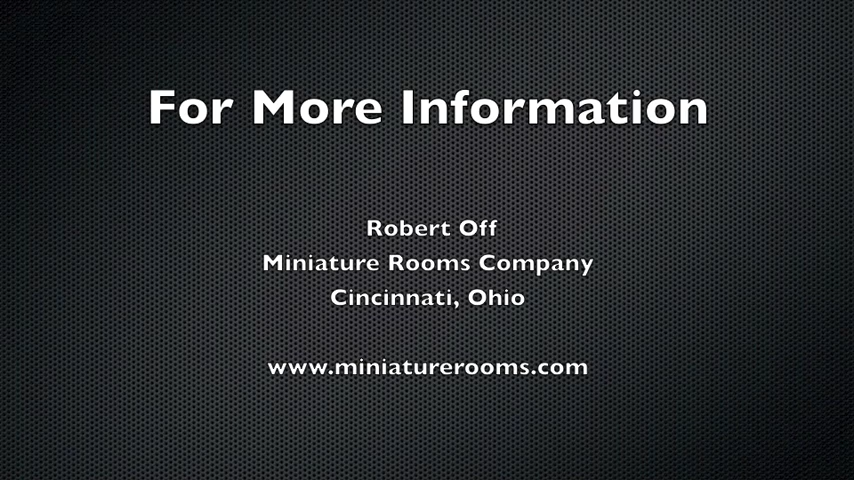 For More Information
Robert Off
Miniature Rooms Company
Cincinnati, Ohio
www.miniaturerooms.com